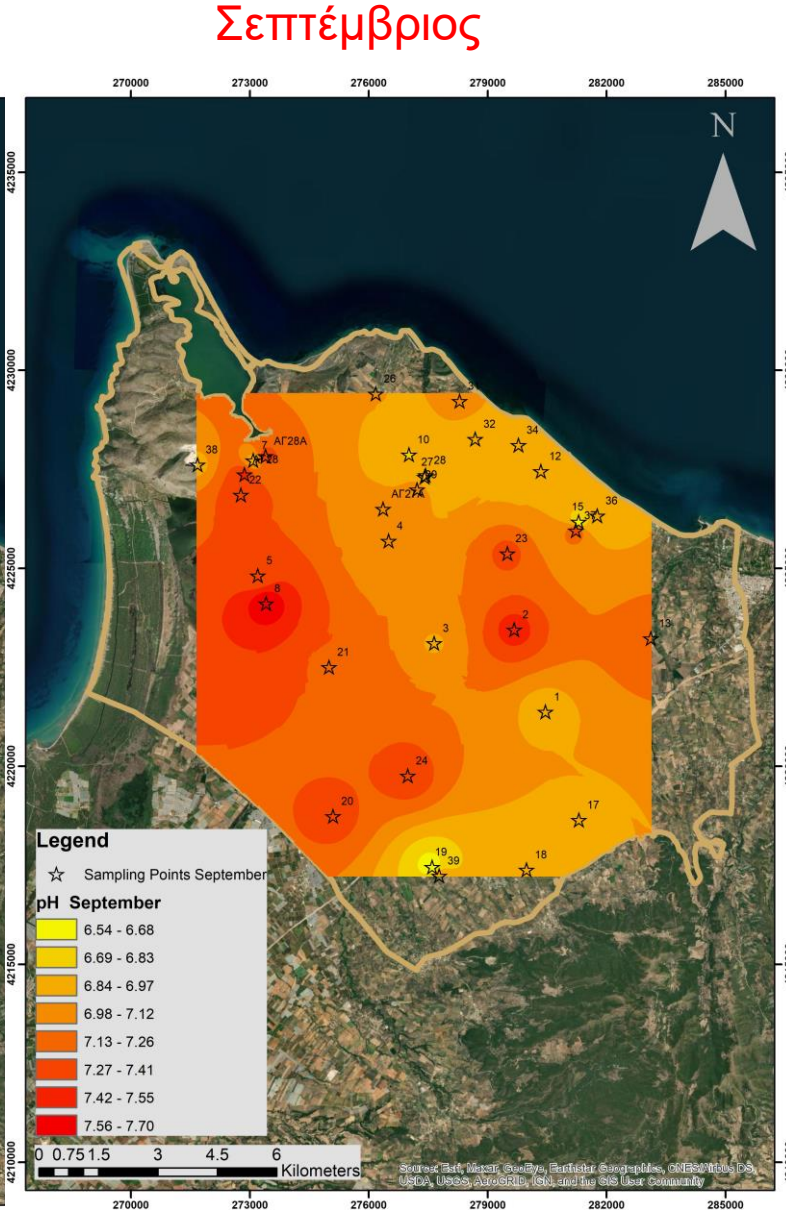 Σεπτέμβριος
270000 273000 276000 279000 282000 285000
N
4235000
4230000
4225000
4220000
4215000
4210000
26
32
34
10
12
38
7
ΑΓ28Α
28
22
27
28
ΑΓ27Α
15
36
4
23
5
8
2
3
13
21
1
24
20
17
19
39
18
Legend
Sampling Points September
pH September
6.54 - 6.68
6.69 - 6.83
6.84 - 6.97
6.98 - 7.12
7.13 - 7.26
7.27 - 7.41
7.42 - 7.55
7.56 - 7.70
0 0.75 1.5 3 4.5 6
Kilometers
Source: Esri, Maxar, GeoEye, Earthstar Geographics, CNES/Airbus DS,
USDA, USGS, AeroGRID, IGN, and the GIS User Community
270000 273000 276000 279000 282000 285000